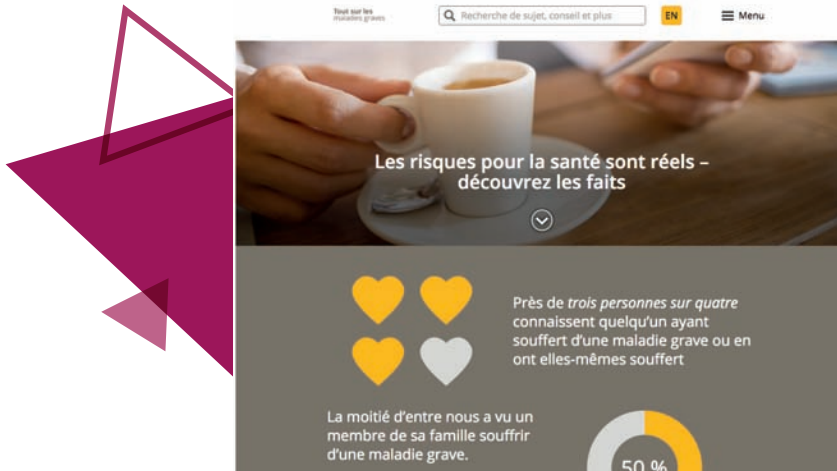 Tout sur les
maladies graves
Recherche de sujet, conseil et plus
EN
Menu
Les risques pour la santé sont réels –
découvrez les faits
Près de trois personnes sur quatre
connaissent quelqu'un ayant
souffert d'une maladie grave ou en
ont elles-mêmes souffert
La moitié d'entre nous a vu un
membre de sa famille souffrir
d'une maladie grave.
50 %